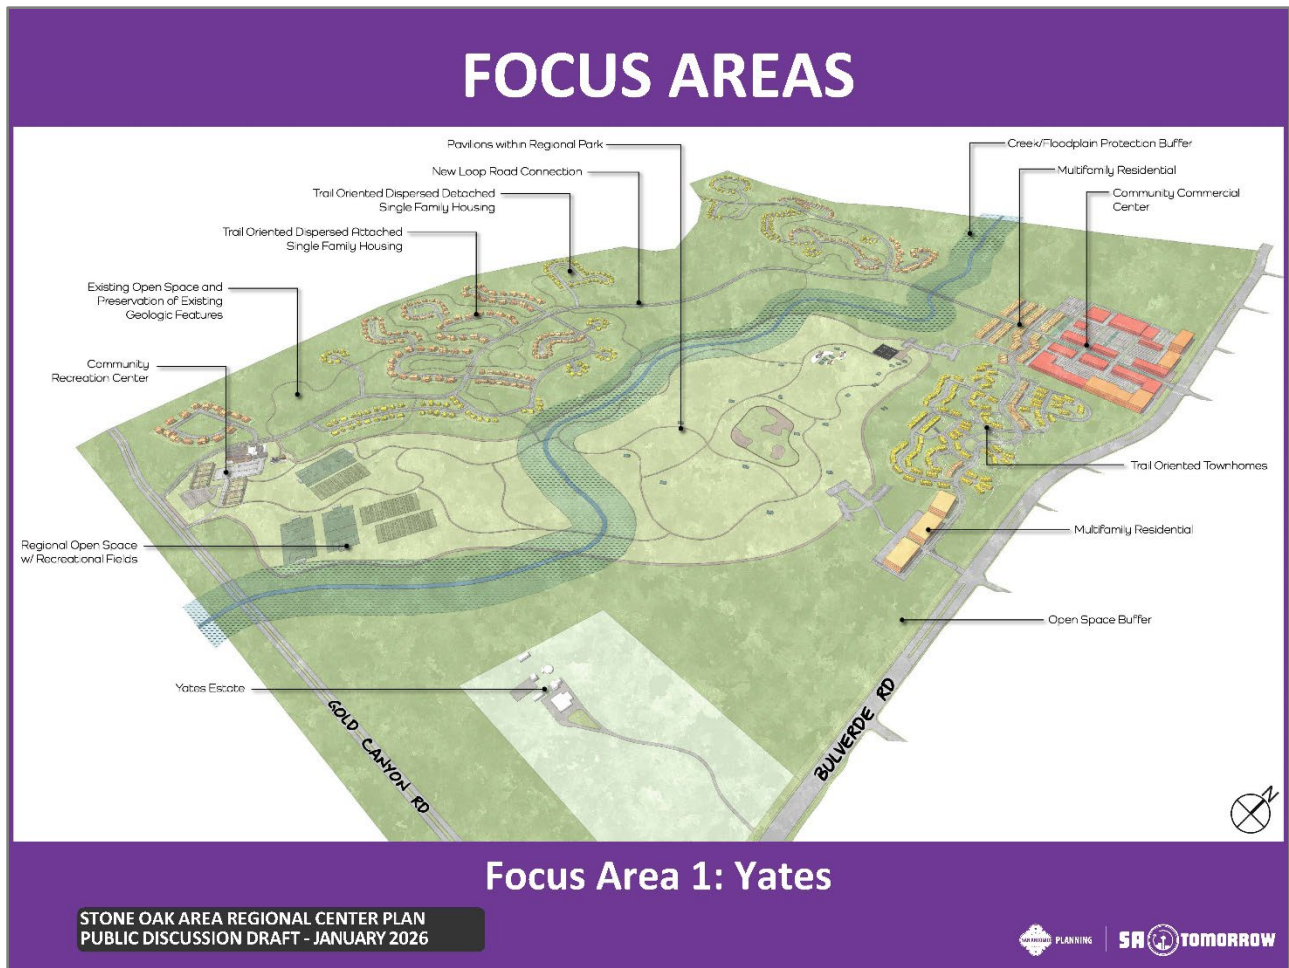 FOCUS AREAS
Pavilions within Regional Park
New Loop Road Connection
Trail Oriented Dispersed Detached
Single Family Housing
Trail Oriented Dispersed Attached
Single Family Housing
Existing Open Space and
Preservation of Existing
Geologic Features
Community
Recreation Center
Regional Open Space
w/ Recreational Fields
Yates Estate
Creek/Floodplain Protection Buffer
Multifamily Residential
Community Commercial
Center
Trail Oriented Townhomes
Multifamily Residential
Open Space Buffer
GOLD CANYON RD
BULVERDE RD
N
Focus Area 1: Yates
STONE OAK AREA REGIONAL CENTER PLAN
PUBLIC DISCUSSION DRAFT - JANUARY 2026
SAN ANTONIO PLANNING
SA TOMORROW